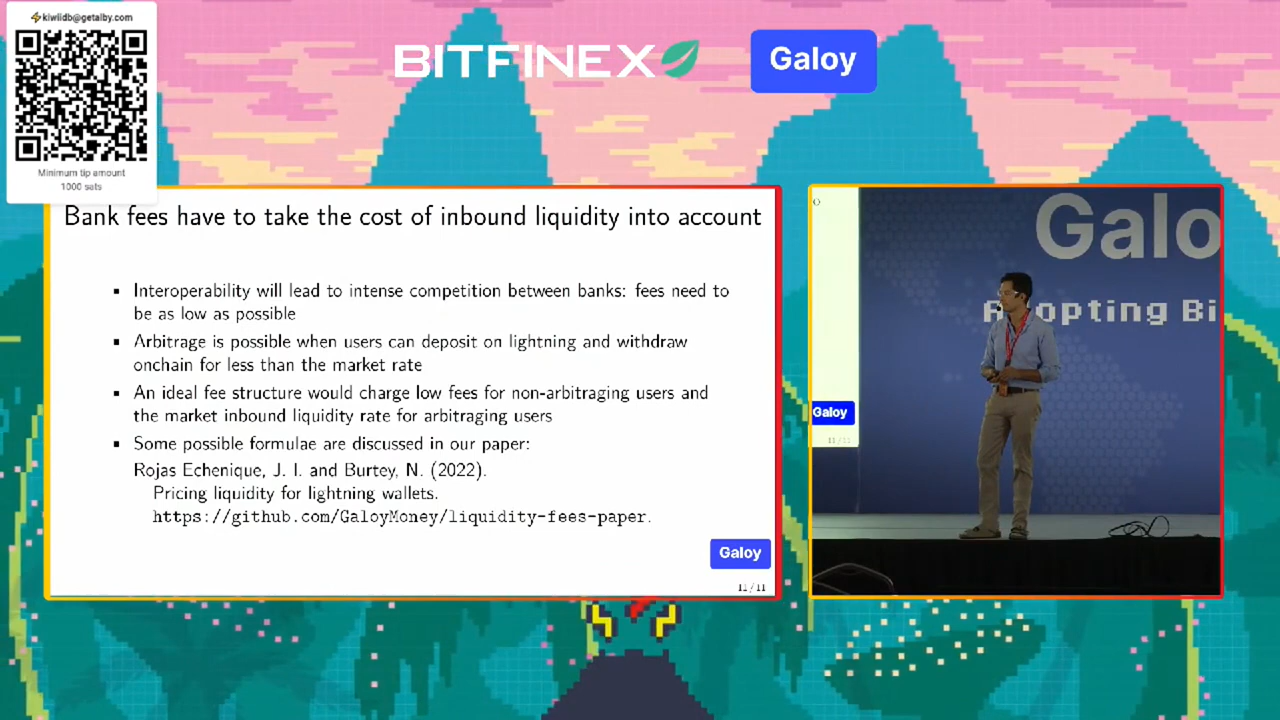 ⚡kiwiidb@getalby.com
Minimum tip amount
1000 sats
BITFINEX
Galoy
Bank fees have to take the cost of inbound liquidity into account
▪ Interoperability will lead to intense competition between banks: fees need to
be as low as possible
▪ Arbitrage is possible when users can deposit on lightning and withdraw
onchain for less than the market rate
▪ An ideal fee structure would charge low fees for non-arbitraging users and
the market inbound liquidity rate for arbitraging users
▪ Some possible formulae are discussed in our paper:
Rojas Echenique, J. I. and Burtey, N. (2022).
Pricing liquidity for lightning wallets.
https://github.com/GaloyMoney/liquidity-fees-paper.
Galoy
11/11
Galo
Adopting Bi
Galoy
11/11